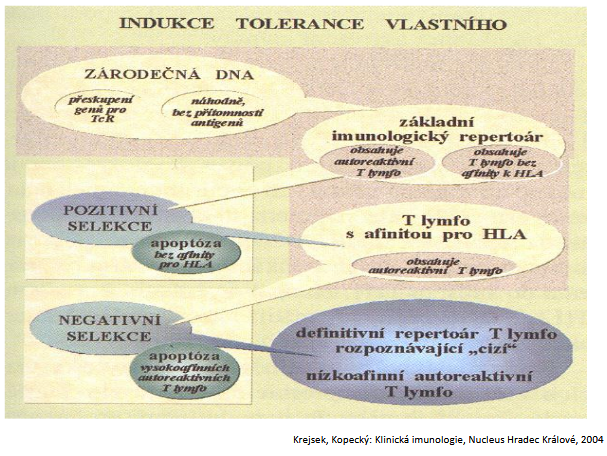 INDUKCE TOLERANCE VLASTNÍHO
ZÁRODEČNÁ DNA
přeskupení
genů pro
TcR
náhodně,
bez přítomnosti
antigenů
základní
imunologický repertoár
obsahuje
autoreaktivní
T lymfo
obsahuje
T lymfo bez
afinity k HLA
POZITIVNÍ
SELEKCE
apoptóza
bez afinity
pro HLA
T lymfo
s afinitou pro HLA
obsahuje
autoreaktivní T lymfo
NEGATIVNÍ
SELEKCE
apoptóza
vysokoafinních
autoreaktivních
T lymfo
definitivní repertoár T lymfo
rozpoznávající „cizí“
nízkoafinní autoreaktivní
T lymfo
Krejsek, Kopecký: Klinická imunologie, Nucleus Hradec Králové, 2004